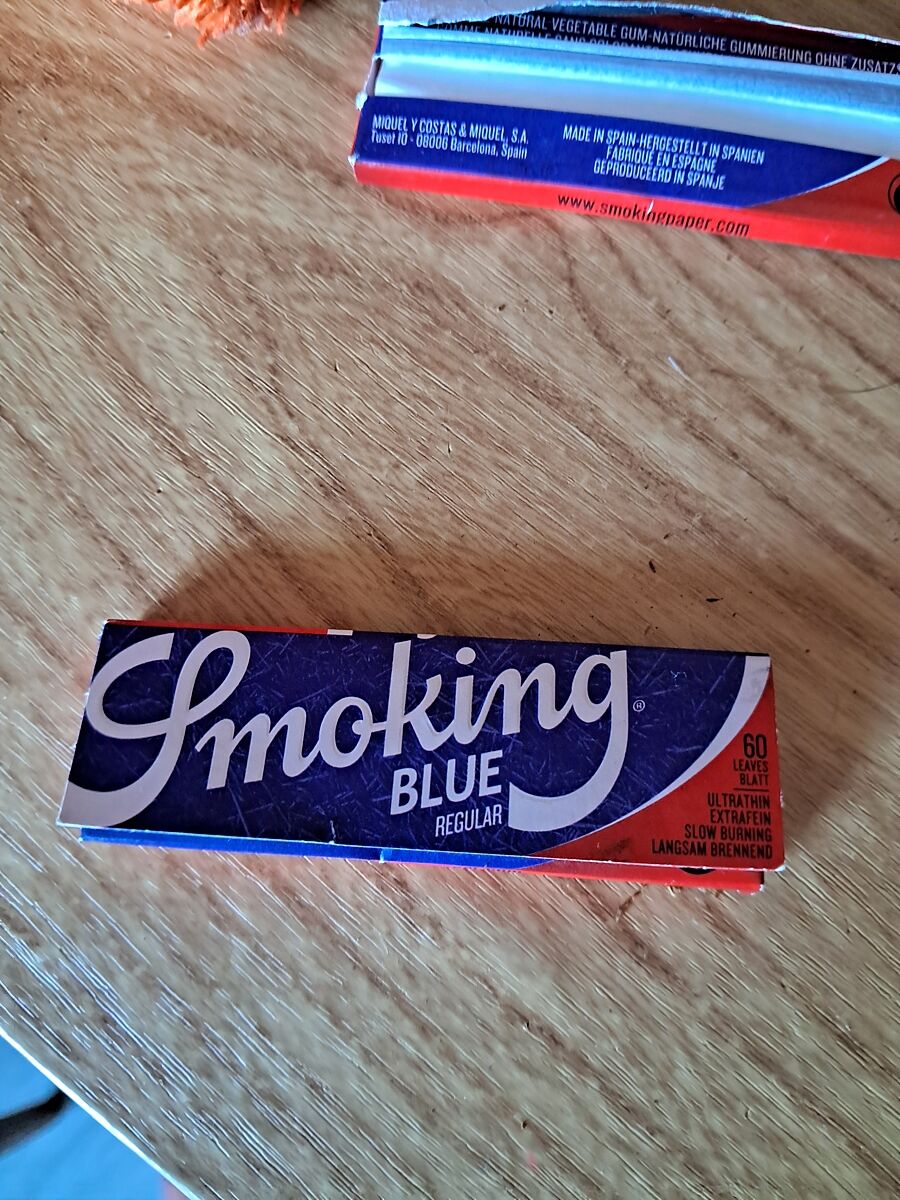 NATURAL VEGETABLE GUM-NATÜRLICHE GUMMIERUNG OHNE
MIQUEL Y COSTAS & MIQUEL, S.A.
Tuset 10 - 08006 Barcelona, Spain
MADE IN SPAIN-HERGESTELLT IN SPANIEN
FABRIQUÉ EN ESPAGNE
GEPRODUCEERD IN SPANJE
www.smokingpaper.com
Smoking®
BLUE
REGULAR
60
LEAVES
BLATT
ULTRATHIN
EXTRAFEIN
SLOW BURNING
LANGSAM BRENNEND